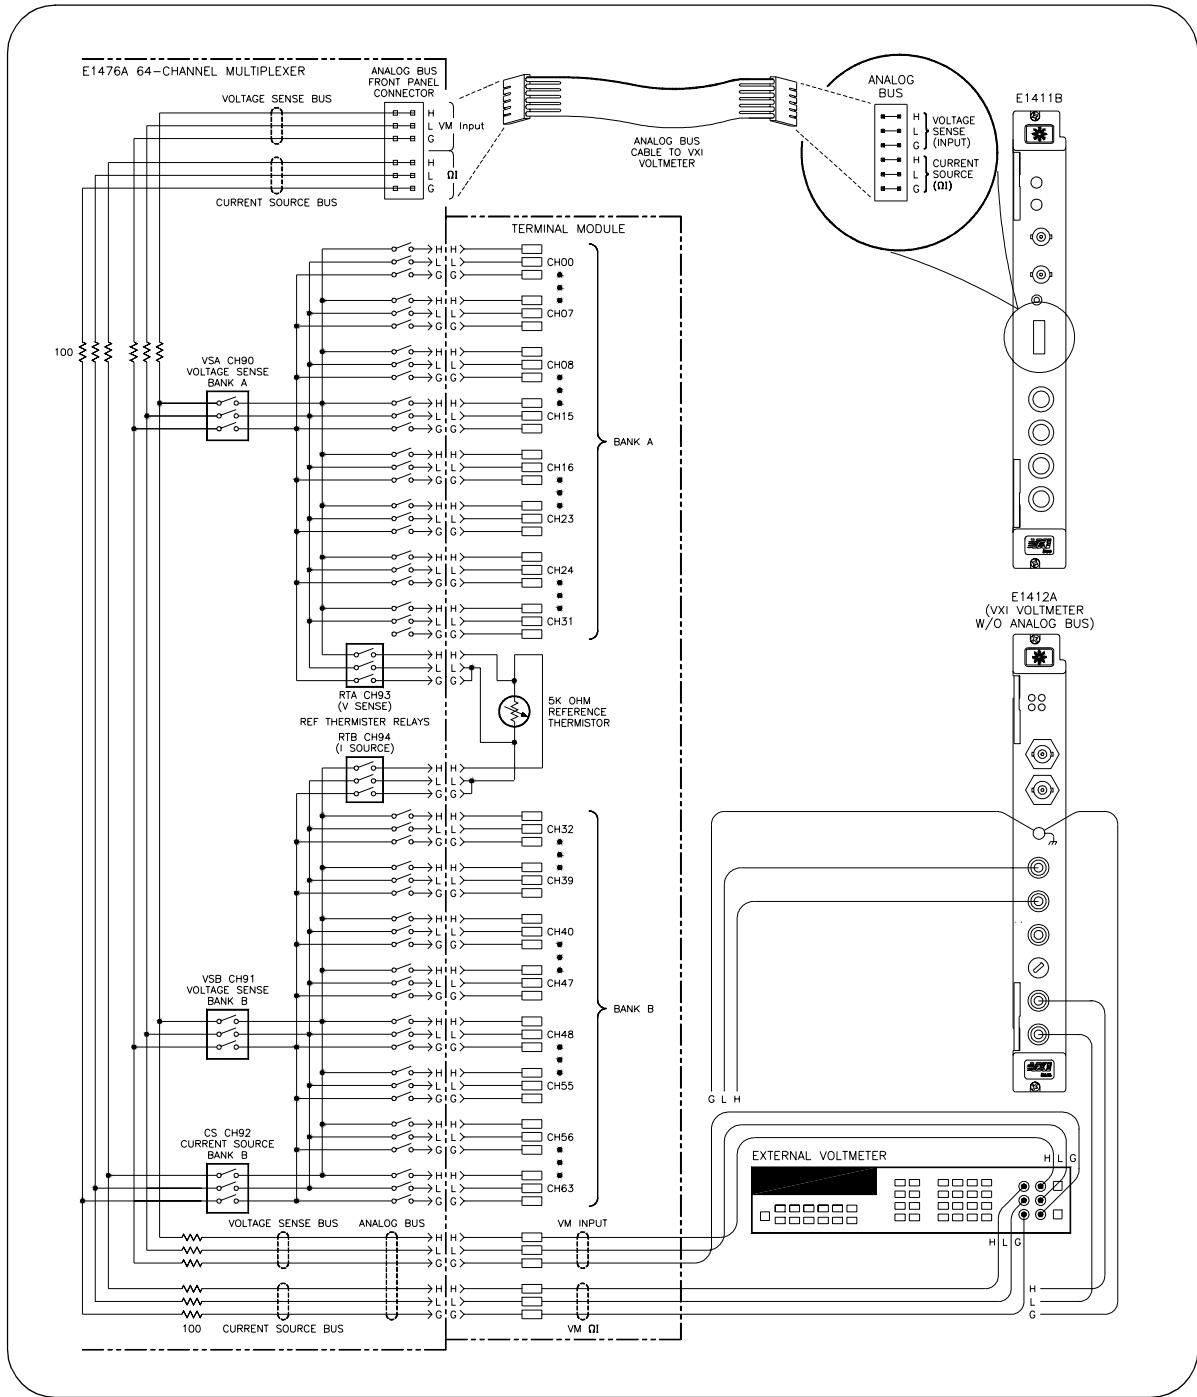 E1476A 64-CHANNEL MULTIPLEXER
ANALOG BUS
FRONT PANEL
CONNECTOR
VOLTAGE SENSE BUS
H
L VM Input
G
H
L ΩI
G
CURRENT SOURCE BUS
ANALOG BUS
CABLE TO VXI
VOLTMETER
ANALOG
BUS
H VOLTAGE
L SENSE
G (INPUT)
H CURRENT
L SOURCE
G (ΩI)
E1411B
TERMINAL MODULE
H H
L L CH00
G G
H H
L L CH07
G G
100
VSA CH90
VOLTAGE SENSE
BANK A
H H
L L CH08
G G
H H
L L CH15
G G
BANK A
H H
L L CH16
G G
H H
L L CH23
G G
H H
L L CH24
G G
H H
L L CH31
G G
E1412A
(VXI VOLTMETER
W/O ANALOG BUS)
H H
L L
G G
RTA CH93
(V SENSE)
5K OHM
REFERENCE
THERMISTOR
REF THERMISTER RELAYS
RTB CH94
(I SOURCE)
H H
L L
G G
H H
L L CH32
G G
H H
L L CH39
G G
H H
L L CH40
G G
H H
L L CH47
G G
VSB CH91
VOLTAGE SENSE
BANK B
BANK B
H H
L L CH48
G G
H H
L L CH55
G G
G L H
CS CH92
CURRENT SOURCE
BANK B
H H
L L CH56
G G
H H
L L CH63
G G
EXTERNAL VOLTMETER
H L G
H L G
VOLTAGE SENSE BUS
ANALOG BUS
VM INPUT
H H
L L
G G
H H
L L
G G
H
L
G
100
CURRENT SOURCE BUS
VM ΩI